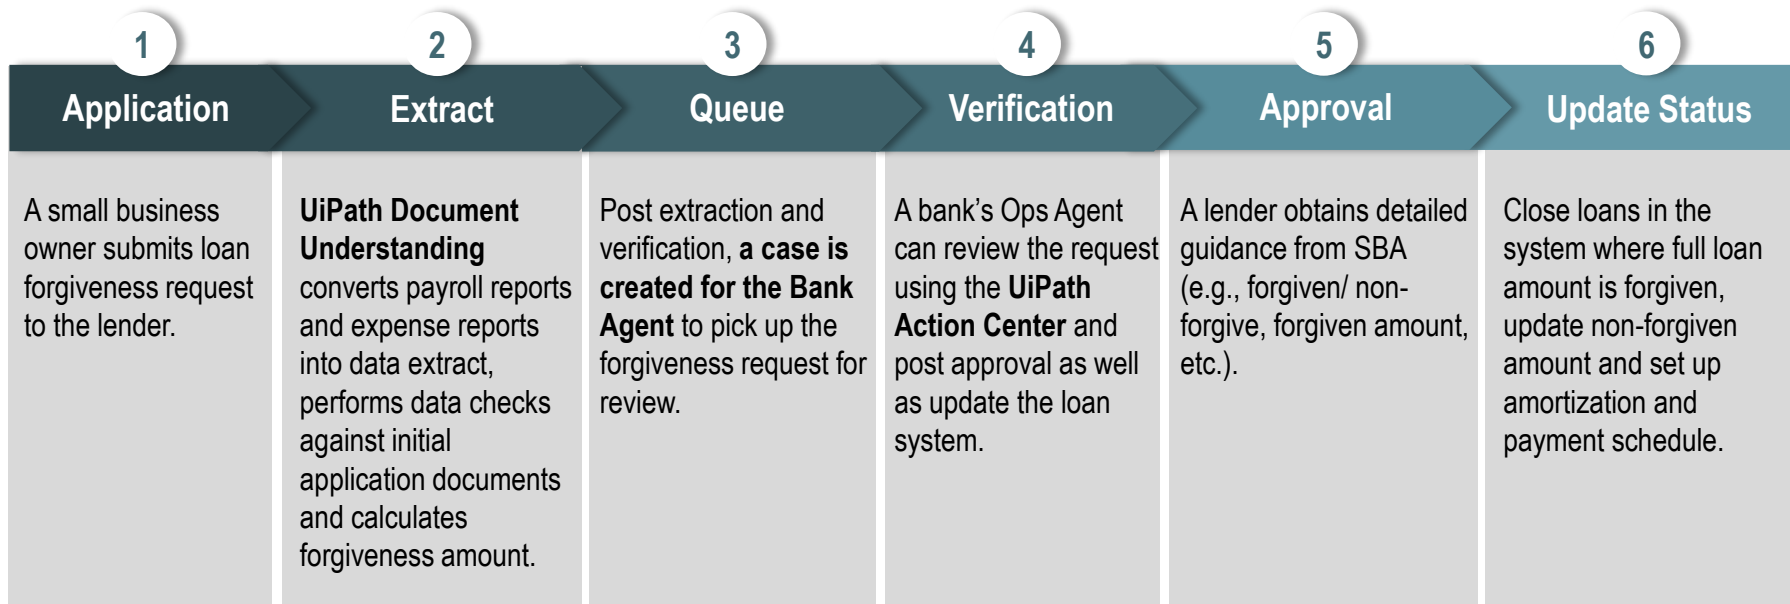 1
Application
A small business
owner submits loan
forgiveness request
to the lender.
2
Extract
UiPath Document
Understanding
converts payroll reports
and expense reports
into data extract,
performs data checks
against initial
application documents
and calculates
forgiveness amount.
3
Queue
Post extraction and
verification, a case is
created for the Bank
Agent to pick up the
forgiveness request for
review.
4
Verification
A bank’s Ops Agent
can review the request
using the UiPath
Action Center and
post approval as well
as update the loan
system.
5
Approval
A lender obtains detailed
guidance from SBA
(e.g., forgiven/ non-
forgive, forgiven amount,
etc.).
6
Update Status
Close loans in the
system where full loan
amount is forgiven,
update non-forgiven
amount and set up
amortization and
payment schedule.